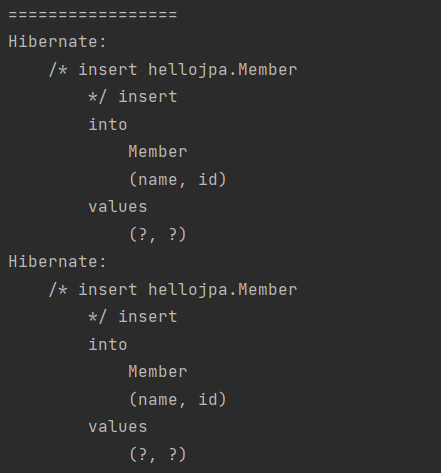 =================
Hibernate:
    /* insert hellojpa.Member
        */ insert
        into
            Member
            (name, id)
        values
            (?, ?)
Hibernate:
    /* insert hellojpa.Member
        */ insert
        into
            Member
            (name, id)
        values
            (?, ?)